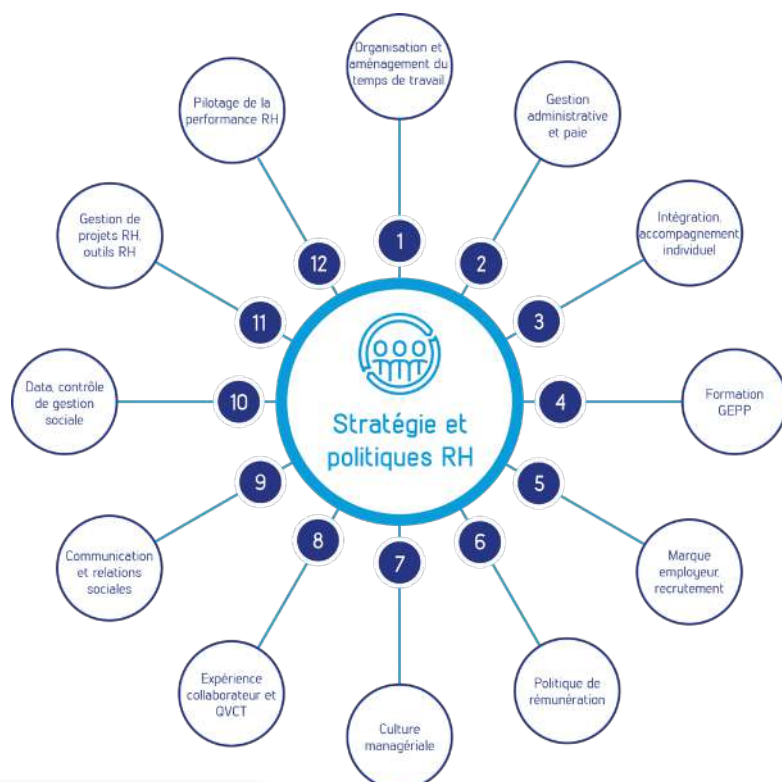 Stratégie et
politiques RH
1
Organisation et
aménagement du
temps de travail
2
Gestion
administrative
et paie
3
Intégration,
accompagnement
individuel
4
Formation
GEPP
5
Marque
employeur,
recrutement
6
Politique de
rémunération
7
Culture
managériale
8
Expérience
collaborateur et
QVCT
9
Communication
et relations
sociales
10
Data, contrôle
de gestion
sociale
11
Gestion de
projets RH,
outils RH
12
Pilotage de la
performance RH